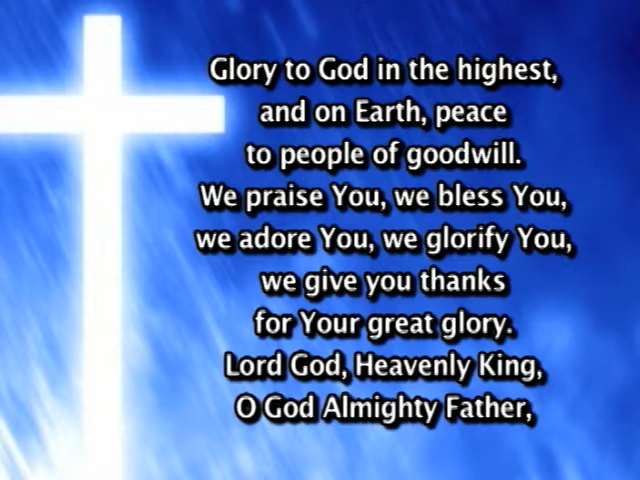 Glory to God in the highest,
and on Earth, peace
to people of goodwill.
We praise You, we bless You,
we adore You, we glorify You,
we give you thanks
for Your great glory.
Lord God, Heavenly King,
O God Almighty Father,